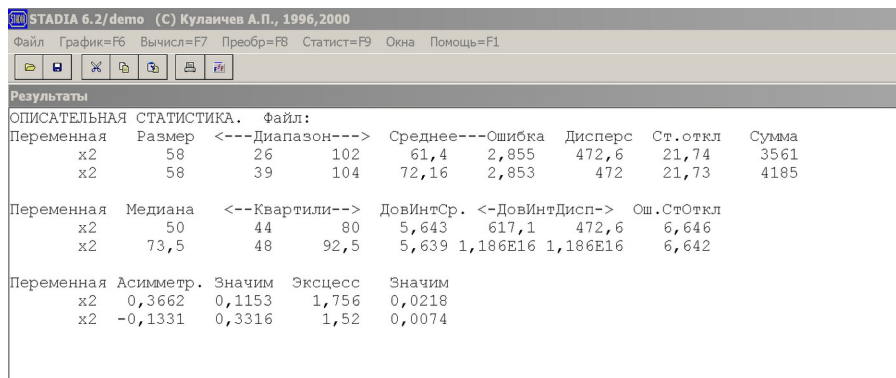 STADIA 6.2/demo (C) Кулаичев А.П., 1996,2000
Файл График=F6 Вычисл=F7 Преобр=F8 Статист=F9 Окна Помощь=F1
Результаты
ОПИСАТЕЛЬНАЯ СТАТИСТИКА. Файл:
Переменная Размер <---Диапазон---> Среднее---Ошибка Дисперс Ст.откл Сумма
x2 58 26 102 61,4 2,855 472,6 21,74 3561
x2 58 39 104 72,16 2,853 472 21,73 4185
Переменная Медиана <--Квартили--> ДовИнтСр. <-ДовИнтДисп-> Ош.СтОткл
x2 50 44 80 5,643 617,1 472,6 6,646
x2 73,5 48 92,5 5,639 1,186E16 1,186E16 6,642
Переменная Асимметр. Значим Эксцесс Значим
x2 0,3662 0,1153 1,756 0,0218
x2 -0,1331 0,3316 1,52 0,0074